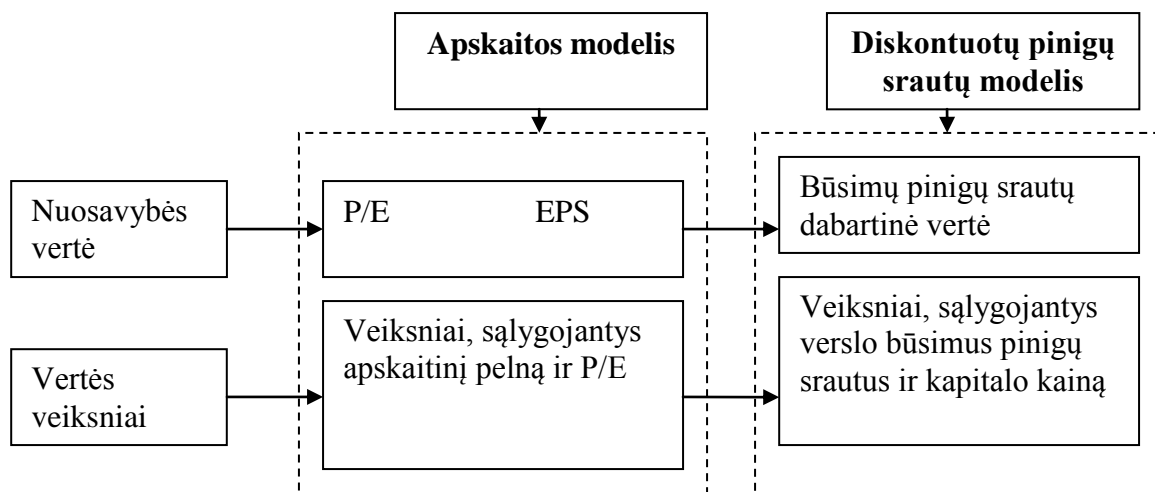 Apskaitos modelis
Diskontuotų pinigų
srautų modelis
Nuosavybės
vertė
P/E EPS
Būsimų pinigų srautų
dabartinė vertė
Vertės
veiksniai
Veiksniai, sąlygojantys
apskaitinį pelną ir P/E
Veiksniai, sąlygojantys
verslo būsimus pinigų
srautus ir kapitalo kainą